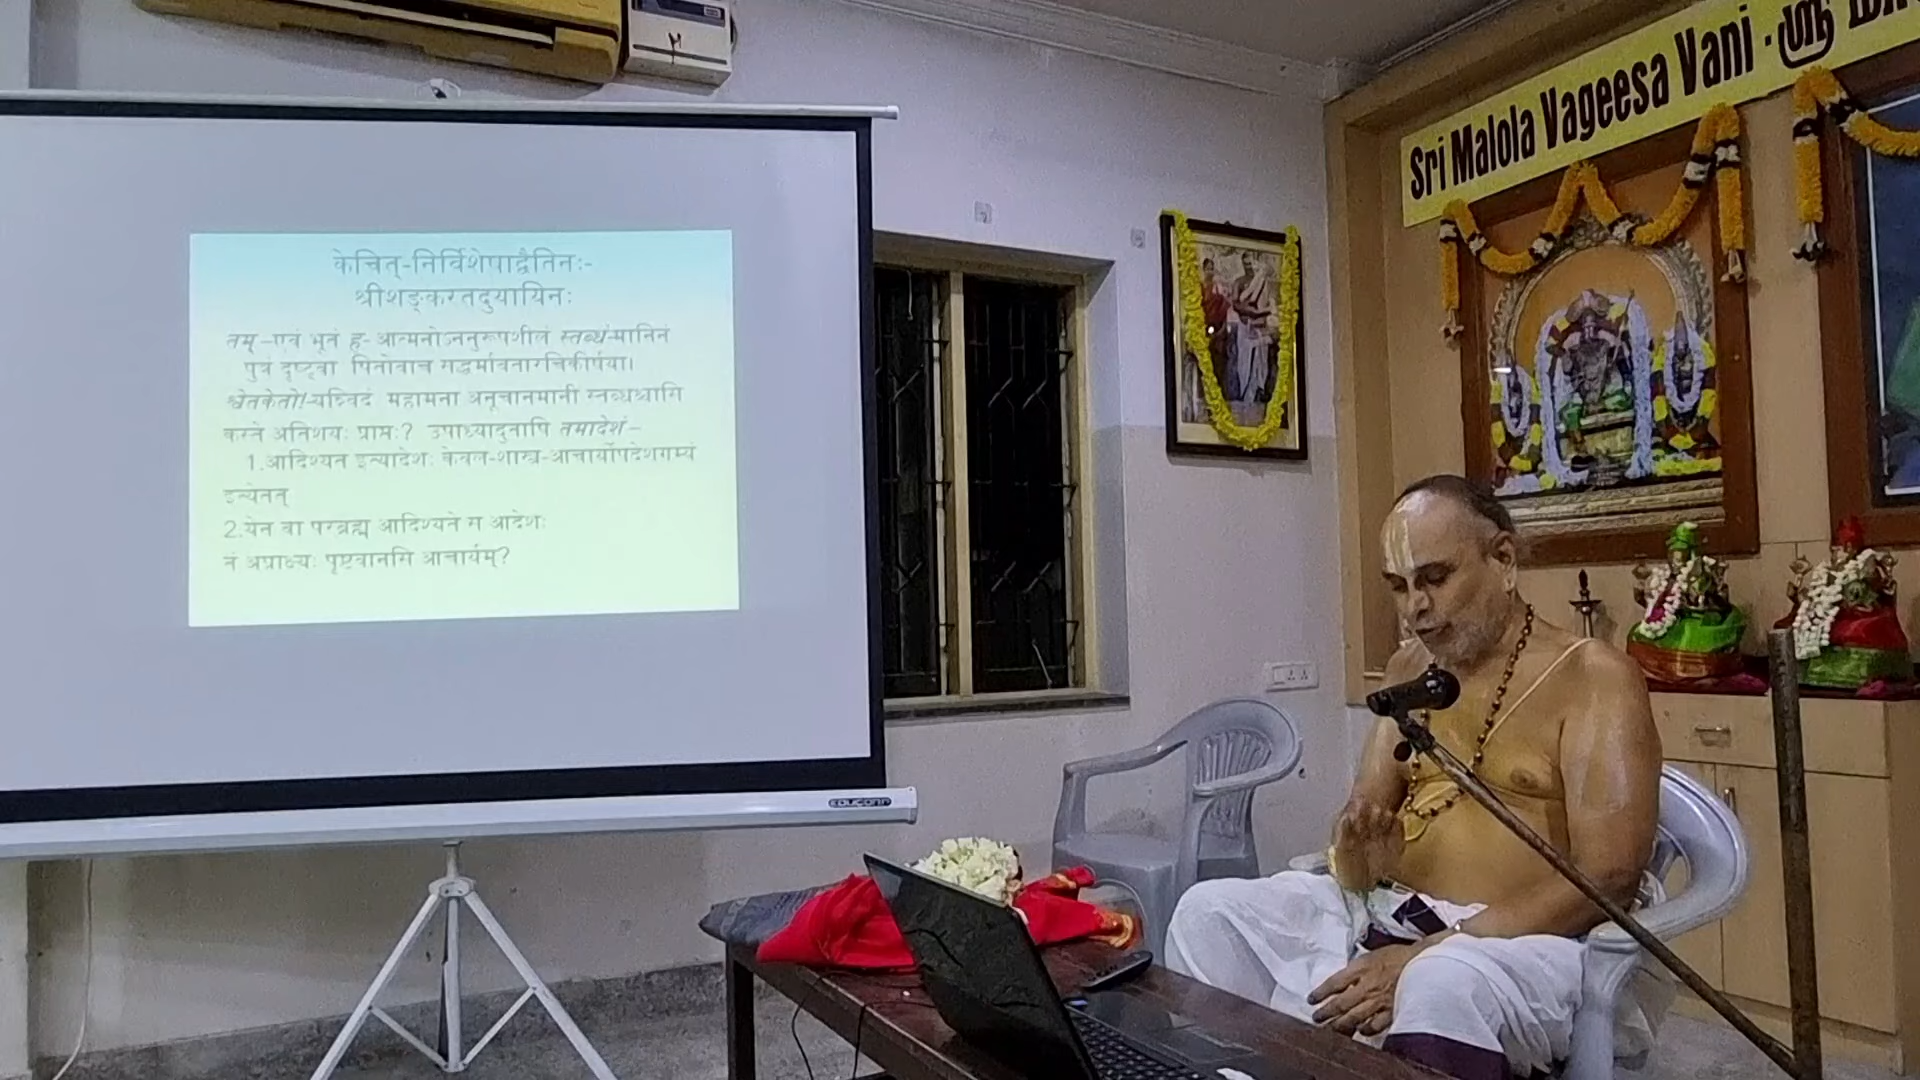 केचित्-निर्विशेषाद्वैतिनः-
श्रीशङ्करतदुयायिनः
तम् –एवं भूतं ह- आत्मनोऽननुरूपशीलं स्तब्धं-मानिनं
पुत्रं दृष्ट्वा पितोवाच सद्धर्मावतारचिकीर्षया।
श्वेतकेतो!-यन्न्विदं महामना अनूचानमानी स्तब्धश्चासि
कस्ते अतिशयः प्राप्तः? उपाध्यादुतापि तमादेशं –
1.आदिश्यत इत्यादेशः केवल-शास्त्र-आचार्योपदेशगम्यं
इत्येतत्
2.येन वा परब्रह्म आदिश्यते स आदेशः
तं अप्राक्ष्यः पृष्टवानसि आचार्यम्?
Sri Malola Vageesa Vani - ஸ்ரீ
EDUCONN